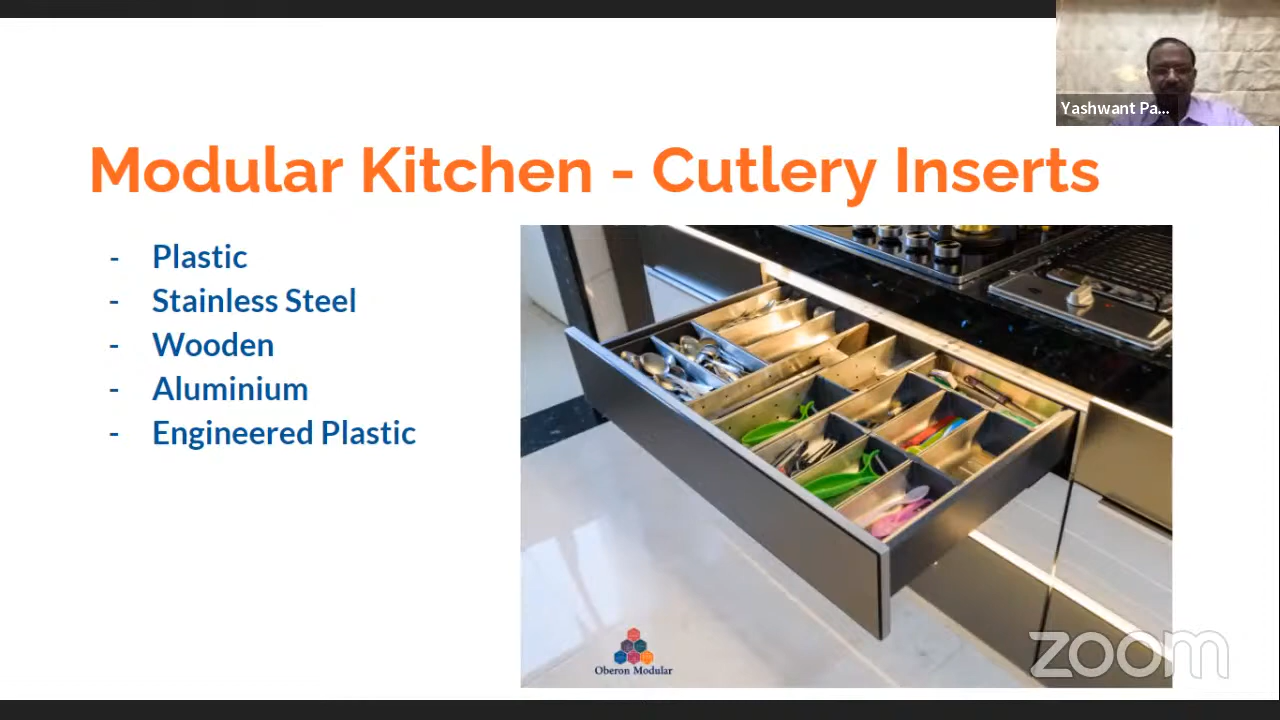 Yashwant Pa...
Modular Kitchen - Cutlery Inserts
- Plastic
- Stainless Steel
- Wooden
- Aluminium
- Engineered Plastic
Oberon Modular
zoom